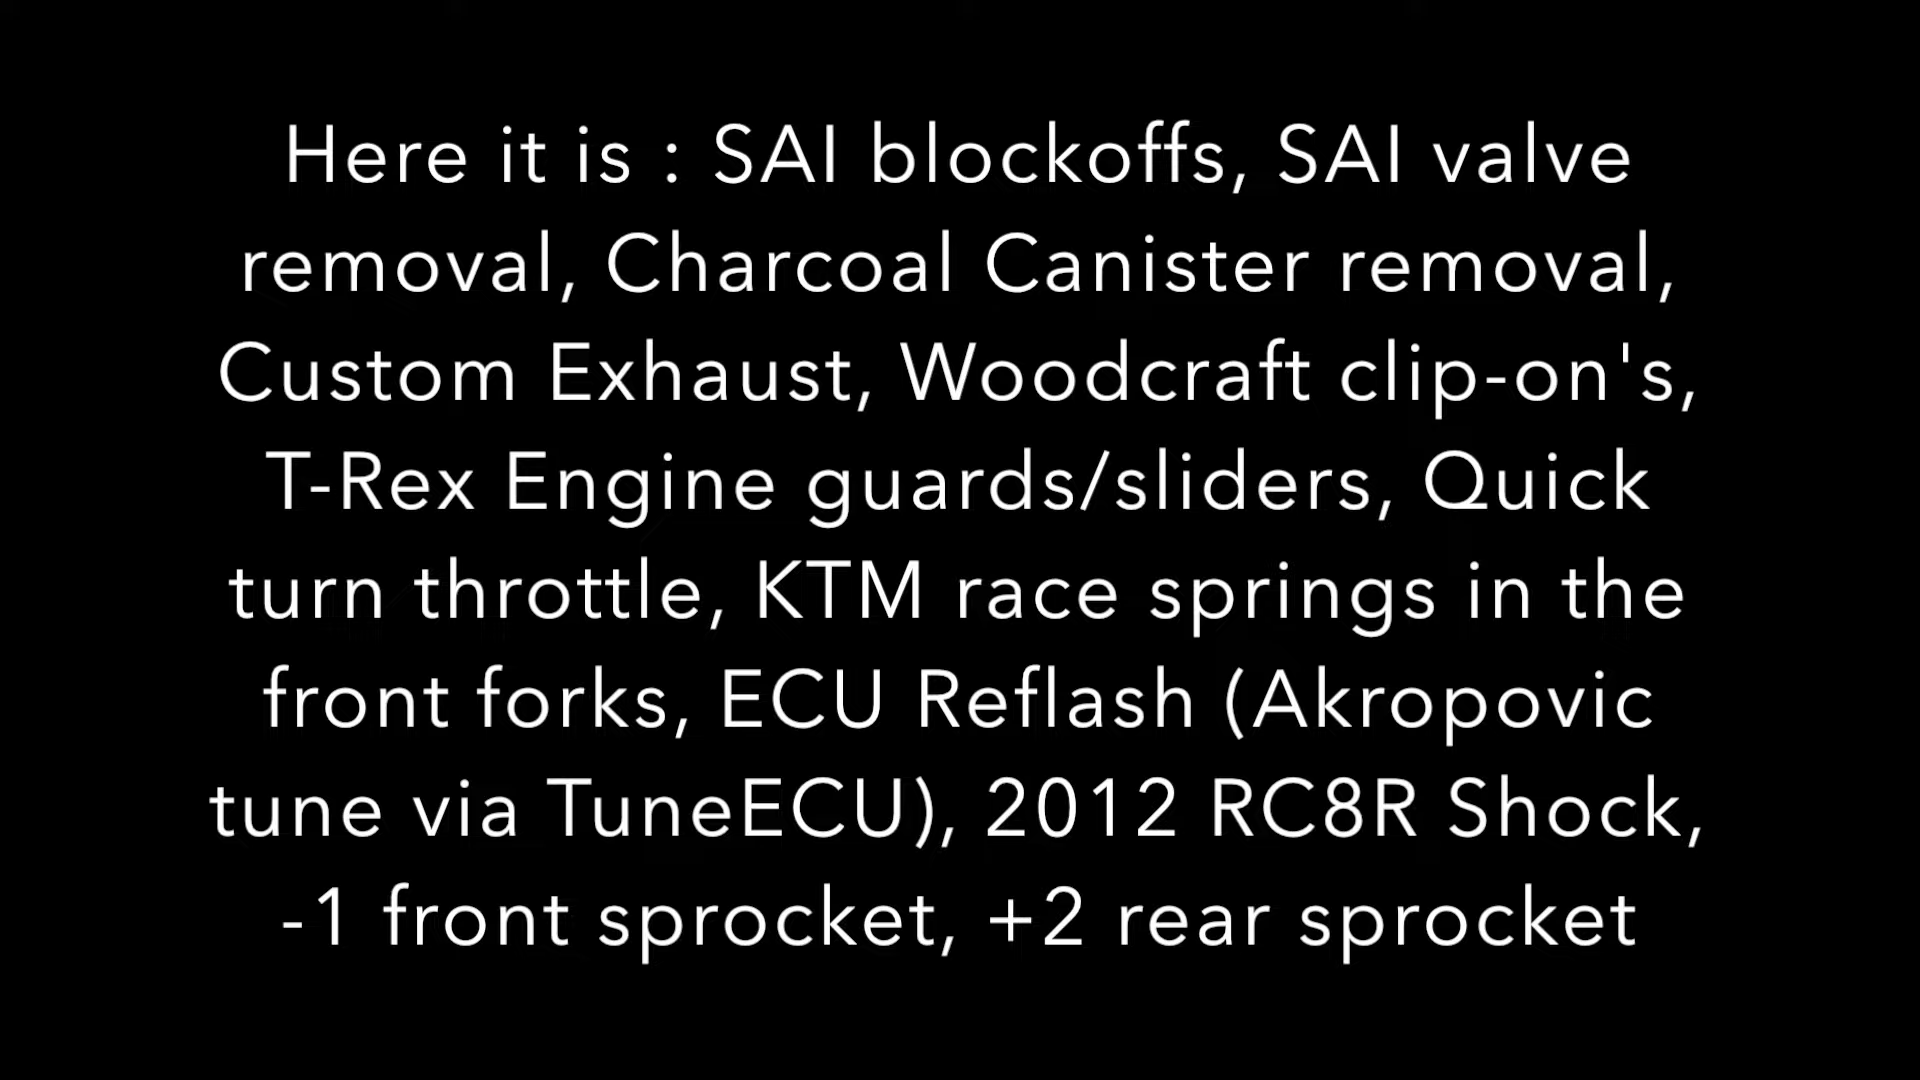 Here it is : SAI blockoffs, SAI valve
removal, Charcoal Canister removal,
Custom Exhaust, Woodcraft clip-on's,
T-Rex Engine guards/sliders, Quick
turn throttle, KTM race springs in the
front forks, ECU Reflash (Akropovic
tune via TuneECU), 2012 RC8R Shock,
-1 front sprocket, +2 rear sprocket